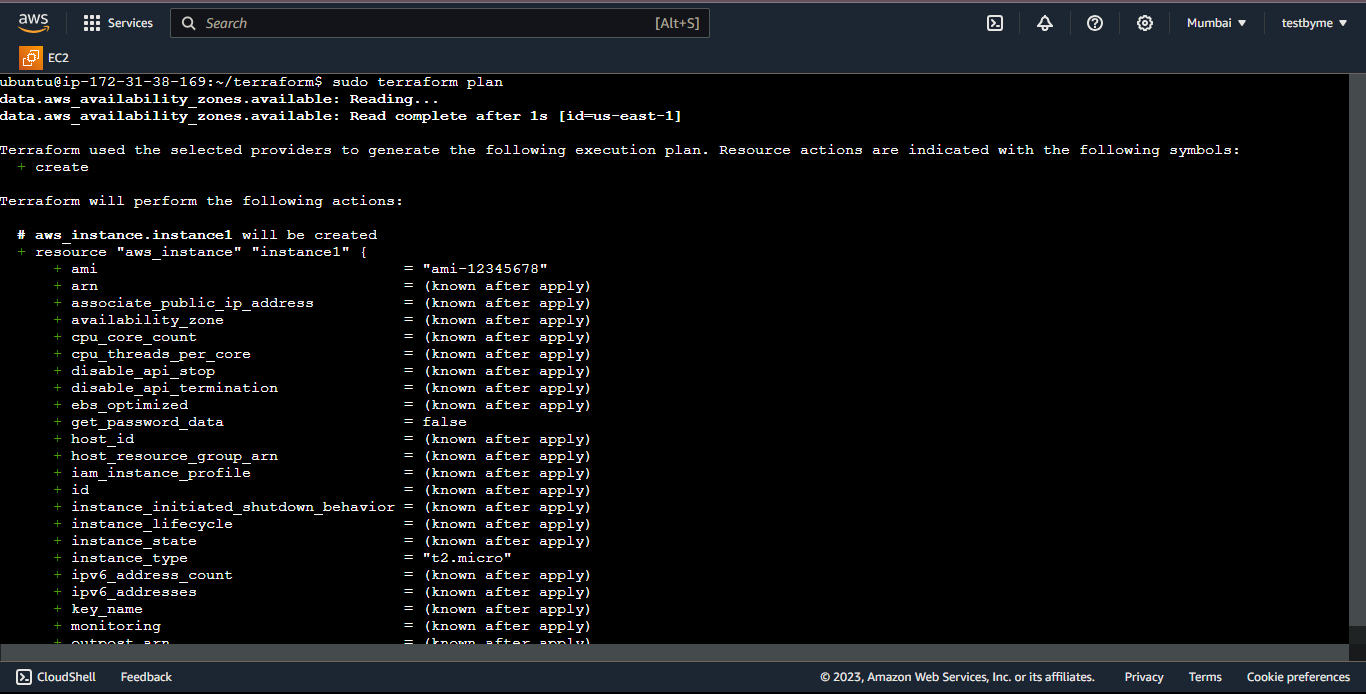 aws Services Search [Alt+S] Mumbai testbyme
EC2
ubuntu@ip-172-31-38-169:~/terraform$ sudo terraform plan
data.aws_availability_zones.available: Reading...
data.aws_availability_zones.available: Read complete after 1s [id=us-east-1]
Terraform used the selected providers to generate the following execution plan. Resource actions are indicated with the following symbols:
+ create
Terraform will perform the following actions:
# aws_instance.instance1 will be created
+ resource "aws_instance" "instance1" {
+ ami = "ami-12345678"
+ arn = (known after apply)
+ associate_public_ip_address = (known after apply)
+ availability_zone = (known after apply)
+ cpu_core_count = (known after apply)
+ cpu_threads_per_core = (known after apply)
+ disable_api_stop = (known after apply)
+ disable_api_termination = (known after apply)
+ ebs_optimized = (known after apply)
+ get_password_data = false
+ host_id = (known after apply)
+ host_resource_group_arn = (known after apply)
+ iam_instance_profile = (known after apply)
+ id = (known after apply)
+ instance_initiated_shutdown_behavior = (known after apply)
+ instance_lifecycle = (known after apply)
+ instance_state = (known after apply)
+ instance_type = "t2.micro"
+ ipv6_address_count = (known after apply)
+ ipv6_addresses = (known after apply)
+ key_name = (known after apply)
+ monitoring = (known after apply)
+ outpost_arn = (known after apply)
CloudShell Feedback © 2023, Amazon Web Services, Inc. or its affiliates. Privacy Terms Cookie preferences